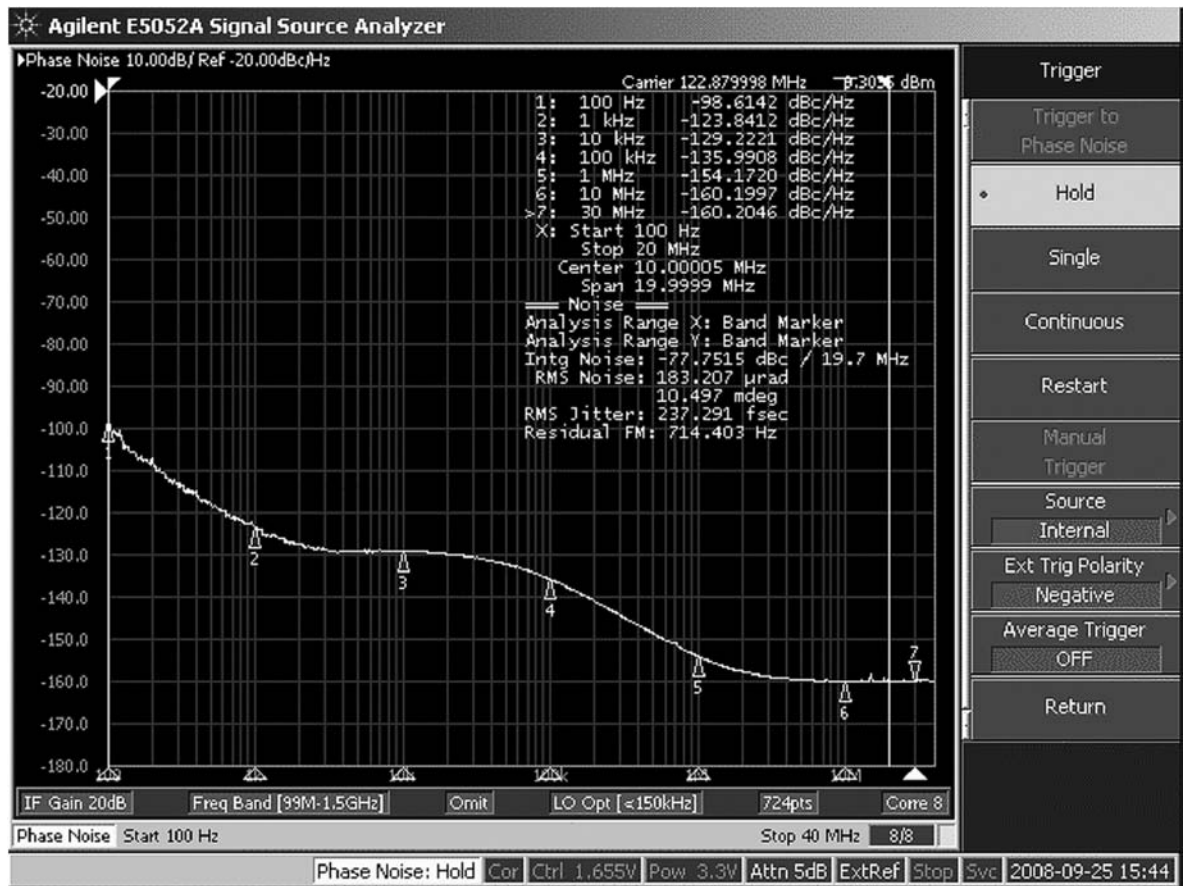 Agilent E5052A Signal Source Analyzer
Phase Noise 10.00dB/ Ref -20.00dBc/Hz
Carrier 122.879998 MHz dBm
1: 100 Hz -98.6142 dBc/Hz
2: 1 kHz -123.8412 dBc/Hz
3: 10 kHz -129.2221 dBc/Hz
4: 100 kHz -135.9908 dBc/Hz
5: 1 MHz -154.1720 dBc/Hz
6: 10 MHz -160.1997 dBc/Hz
>7: 30 MHz -160.2046 dBc/Hz
X: Start 100 Hz
Stop 20 MHz
Center 10.00005 MHz
Span 19.9999 MHz
Noise
Analysis Range X: Band Marker
Analysis Range Y: Band Marker
Intg Noise: -77.7515 dBc / 19.7 MHz
RMS Noise: 183.207 µrad
10.497 mdeg
RMS Jitter: 237.291 fsec
Residual FM: 714.403 Hz
-20.00
-30.00
-40.00
-50.00
-60.00
-70.00
-80.00
-90.00
-100.0
-110.0
-120.0
-130.0
-140.0
-150.0
-160.0
-170.0
-180.0
1
2
3
4
5
6
7
IF Gain 20dB
Freq Band [99M-1.5GHz]
Omit
LO Opt [<150kHz]
724pts
Corre 8
Phase Noise Start 100 Hz
Stop 40 MHz
8/8
Trigger
Trigger to
Phase Noise
Hold
Single
Continuous
Restart
Manual
Trigger
Source
Internal
Ext Trig Polarity
Negative
Average Trigger
OFF
Return
Phase Noise: Hold
Cor
Ctrl 1.655V
Pow 3.3V
Attn 5dB
ExtRef
Stop
Svc
2008-09-25 15:44